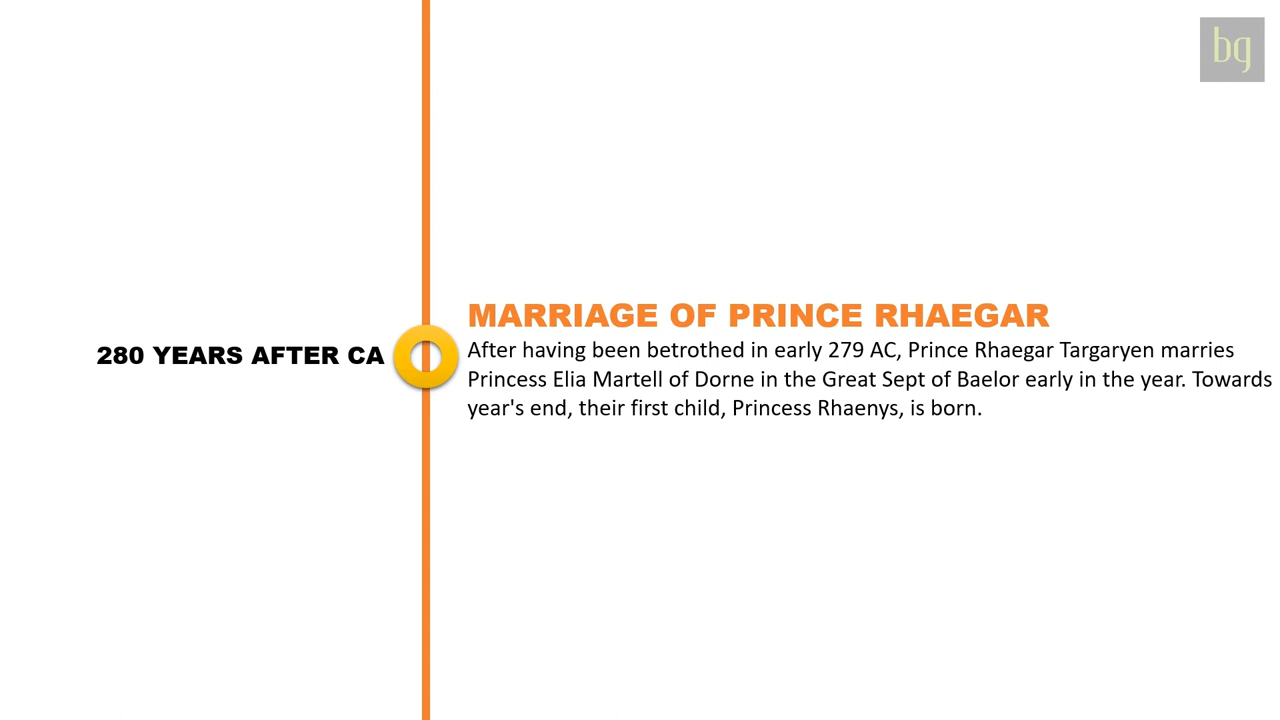 bg
MARRIAGE OF PRINCE RHAEGAR
280 YEARS AFTER CA
After having been betrothed in early 279 AC, Prince Rhaegar Targaryen marries
Princess Elia Martell of Dorne in the Great Sept of Baelor early in the year. Towards
year's end, their first child, Princess Rhaenys, is born.